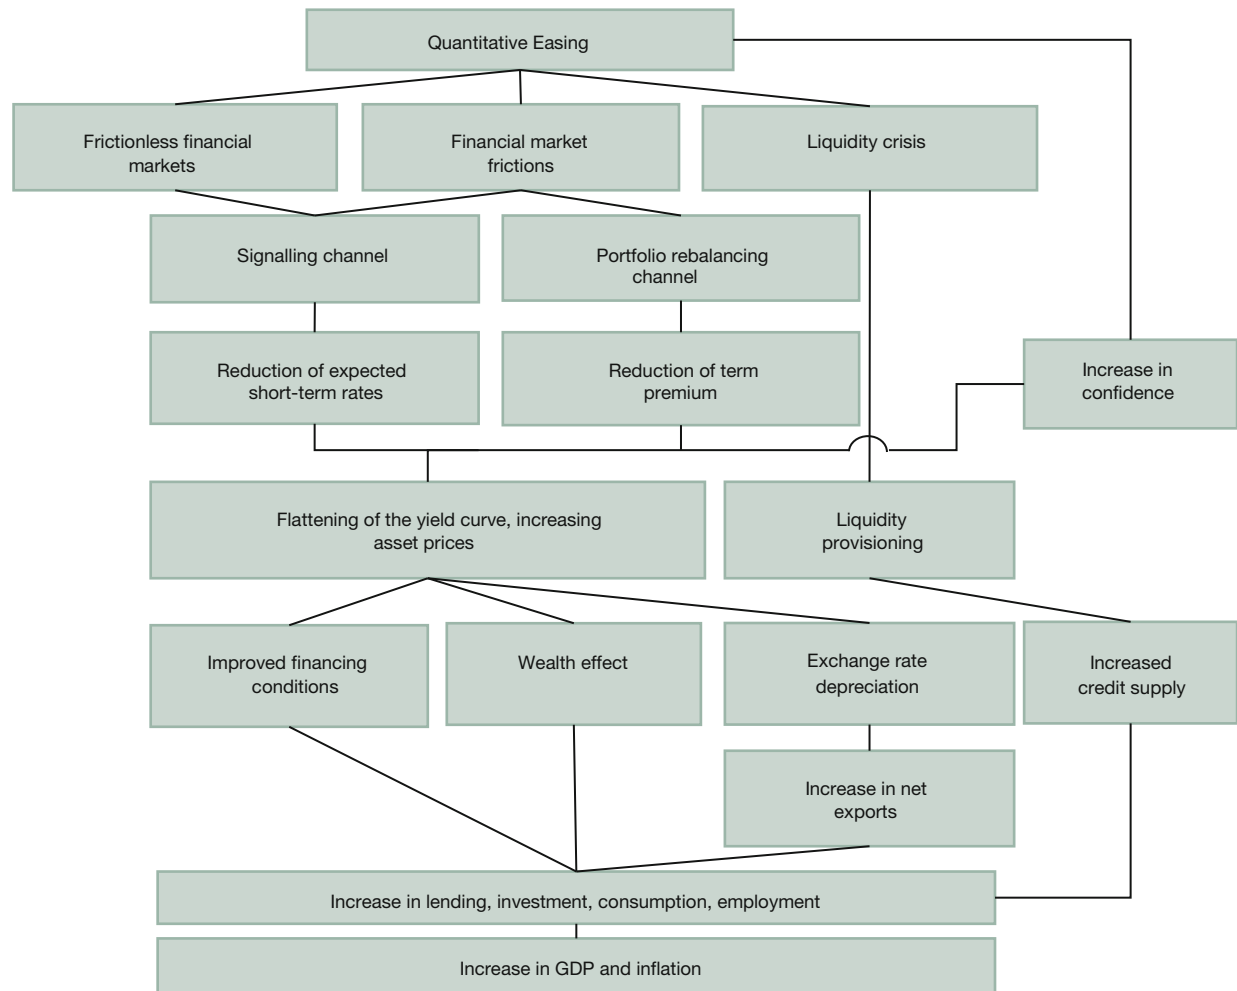 Quantitative Easing
Frictionless financial
markets
Financial market
frictions
Liquidity crisis
Signalling channel
Portfolio rebalancing
channel
Reduction of expected
short-term rates
Reduction of term
premium
Increase in
confidence
Flattening of the yield curve, increasing
asset prices
Liquidity
provisioning
Improved financing
conditions
Wealth effect
Exchange rate
depreciation
Increased
credit supply
Increase in net
exports
Increase in lending, investment, consumption, employment
Increase in GDP and inflation